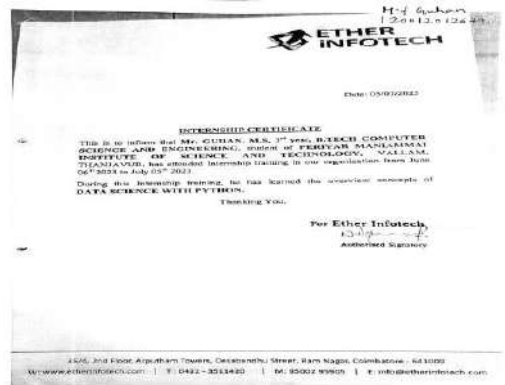 M.S Guhan
ETHER
INFOTECH
Date: 05/07/2023
INTERNSHIP CERTIFICATE
This is to inform that Mr. GUHAN. M.S, 3rd year, B.TECH COMPUTER
SCIENCE AND ENGINEERING, student of PERIYAR MANIAMMAI
INSTITUTE OF SCIENCE AND TECHNOLOGY, VALLAM,
THANJAVUR, has attended Internship training in our organization from June
06th 2023 to July 05th 2023.
During this Internship training, he has learned the overview concepts of
DATA SCIENCE WITH PYTHON.
Thanking You,
For Ether Infotech,
Authorized Signatory
2nd Floor, Arputham Towers, Desabandhu Street, Ram Nagar, Coimbatore - 641009
W: www.etherinfotech.com | T: 0422 - 3511420 | M: 95002 95905 | E: info@etherinfotech.com